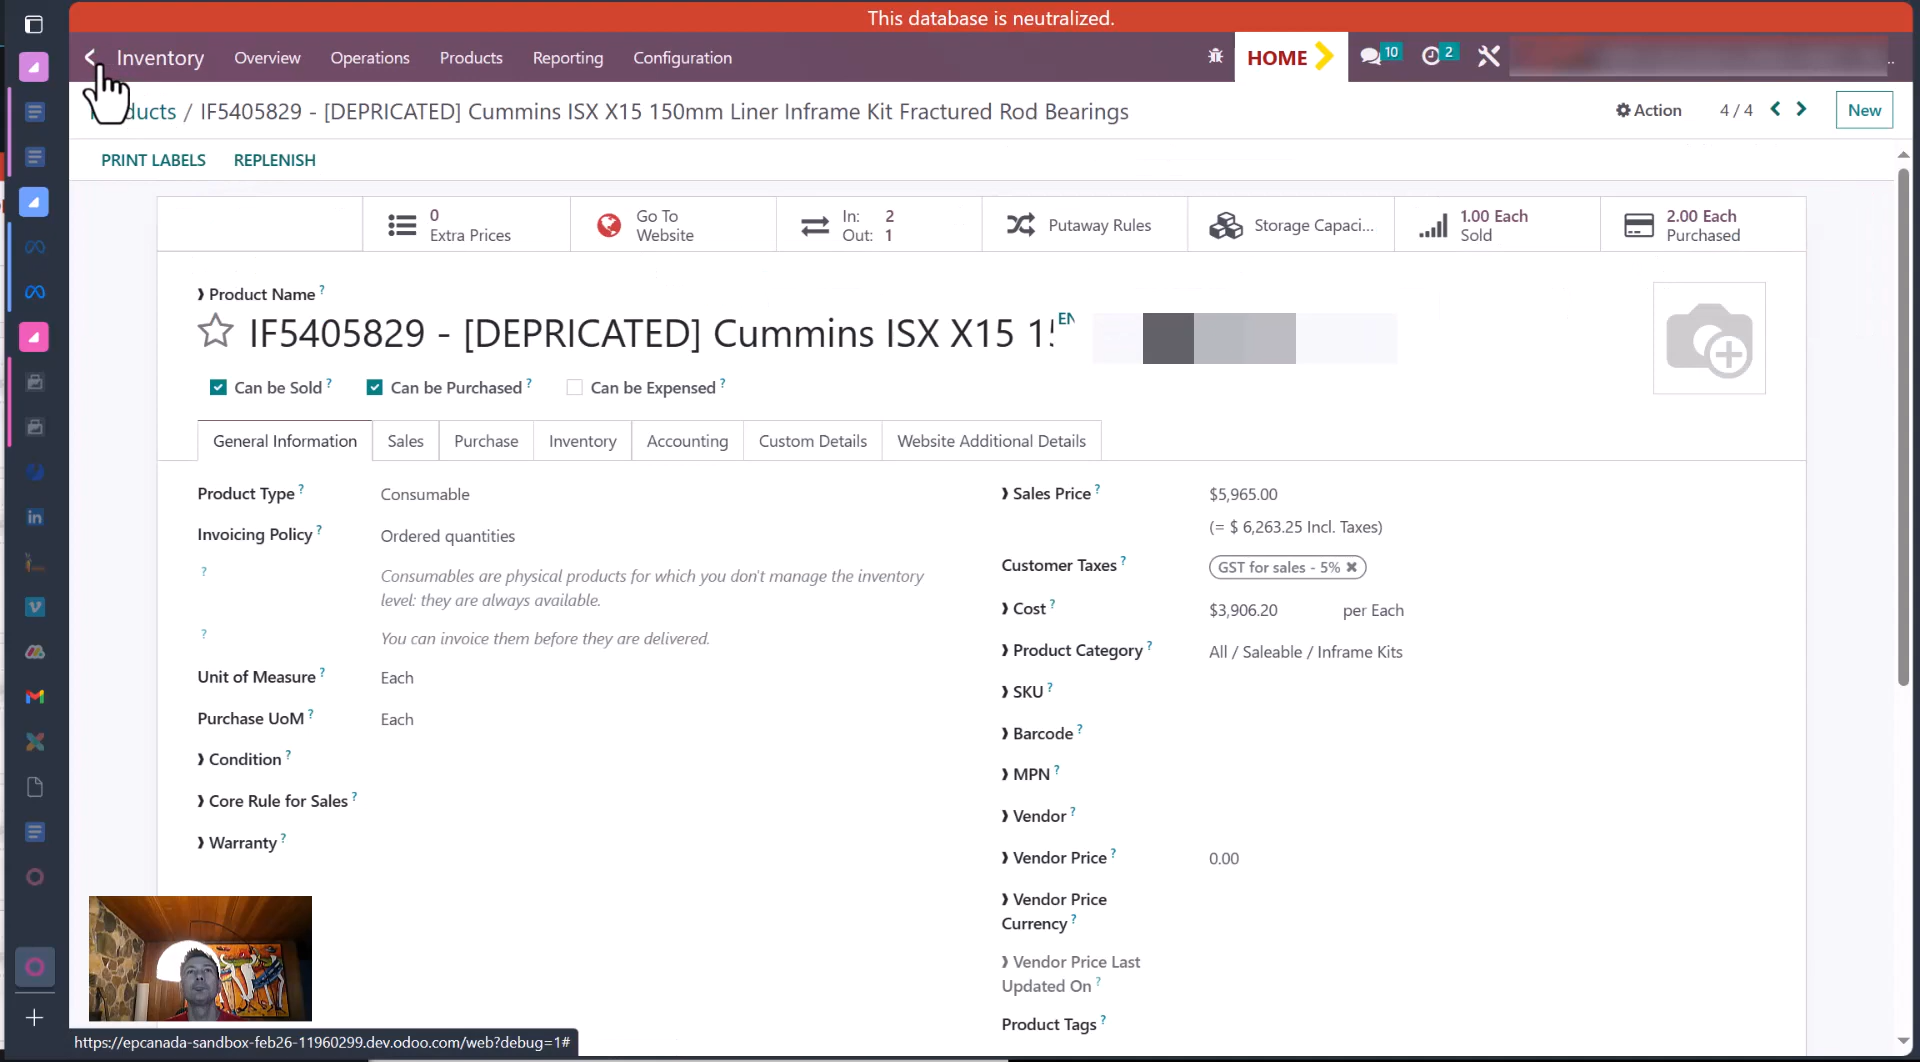 This database is neutralized.
Inventory Overview Operations Products Reporting Configuration HOME 10 2
ducts / IF5405829 - [DEPRICATED] Cummins ISX X15 150mm Liner Inframe Kit Fractured Rod Bearings Action 4 / 4 New
PRINT LABELS REPLENISH
0
Extra Prices
Go To
Website
In: 2
Out: 1
Putaway Rules
Storage Capaci...
1.00 Each
Sold
2.00 Each
Purchased
Product Name ?
IF5405829 - [DEPRICATED] Cummins ISX X15 1 EN
Can be Sold ? Can be Purchased ? Can be Expensed ?
General Information Sales Purchase Inventory Accounting Custom Details Website Additional Details
Product Type ? Consumable
Invoicing Policy ? Ordered quantities
? Consumables are physical products for which you don't manage the inventory
level: they are always available.
? You can invoice them before they are delivered.
Unit of Measure ? Each
Purchase UoM ? Each
Condition ?
Core Rule for Sales ?
Warranty ?
Sales Price ? $5,965.00
(= $ 6,263.25 Incl. Taxes)
Customer Taxes ? GST for sales - 5% ✖
Cost ? $3,906.20 per Each
Product Category ? All / Saleable / Inframe Kits
SKU ?
Barcode ?
MPN ?
Vendor ?
Vendor Price ? 0.00
Vendor Price
Currency ?
Vendor Price Last
Updated On ?
Product Tags ?
https://epcanada-sandbox-feb26-11960299.dev.odoo.com/web?debug=1#